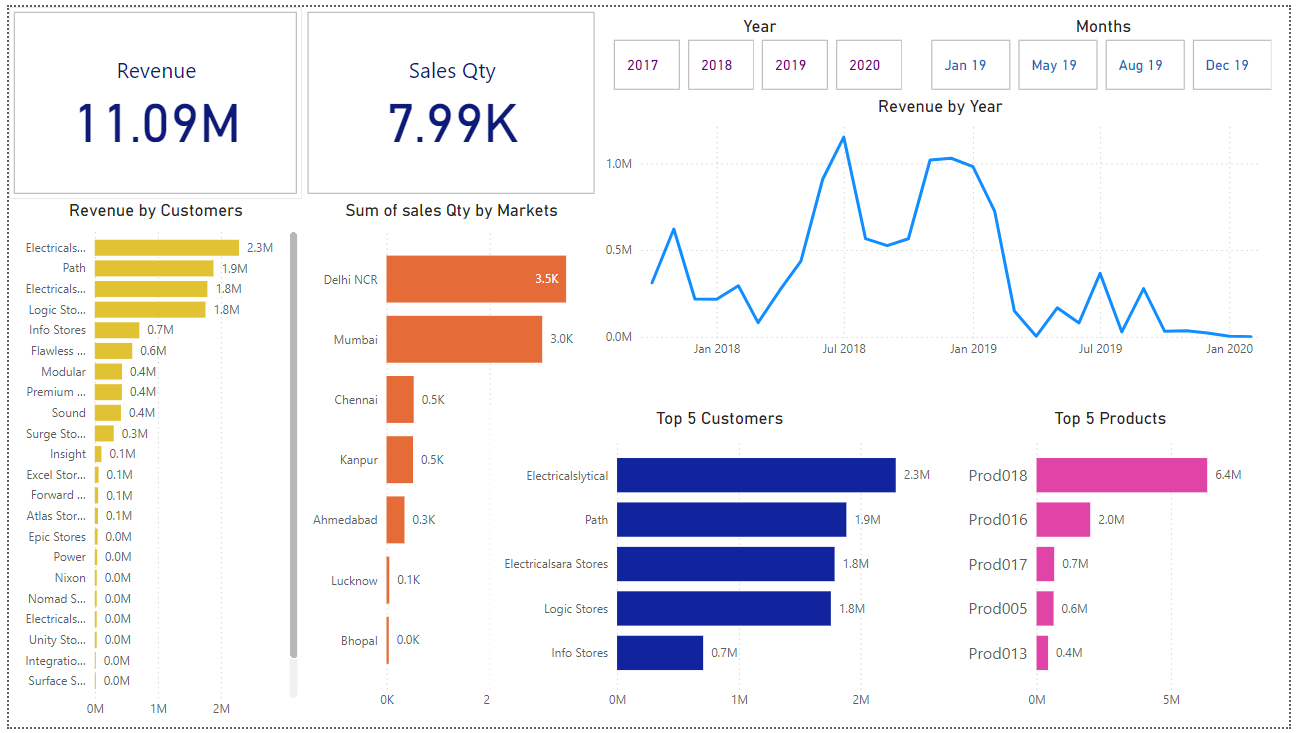 Revenue
11.09M
Sales Qty
7.99K
Year
2017 2018 2019 2020
Months
Jan 19 May 19 Aug 19 Dec 19
Revenue by Year
1.0M
0.5M
0.0M
Jan 2018 Jul 2018 Jan 2019 Jul 2019 Jan 2020
Revenue by Customers
Electricals... 2.3M
Path 1.9M
Electricals... 1.8M
Logic Sto... 1.8M
Info Stores 0.7M
Flawless ... 0.6M
Modular 0.4M
Premium ... 0.4M
Sound 0.4M
Surge Sto... 0.3M
Insight 0.1M
Excel Stor... 0.1M
Forward ... 0.1M
Atlas Stor... 0.1M
Epic Stores 0.0M
Power 0.0M
Nixon 0.0M
Nomad S... 0.0M
Electricals... 0.0M
Unity Sto... 0.0M
Integratio... 0.0M
Surface S... 0.0M
0M 1M 2M
Sum of sales Qty by Markets
Delhi NCR 3.5K
Mumbai 3.0K
Chennai 0.5K
Kanpur 0.5K
Ahmedabad 0.3K
Lucknow 0.1K
Bhopal 0.0K
0K 2
Top 5 Customers
Electricalslytical 2.3M
Path 1.9M
Electricalsara Stores 1.8M
Logic Stores 1.8M
Info Stores 0.7M
0M 1M 2M
Top 5 Products
Prod018 6.4M
Prod016 2.0M
Prod017 0.7M
Prod005 0.6M
Prod013 0.4M
0M 5M